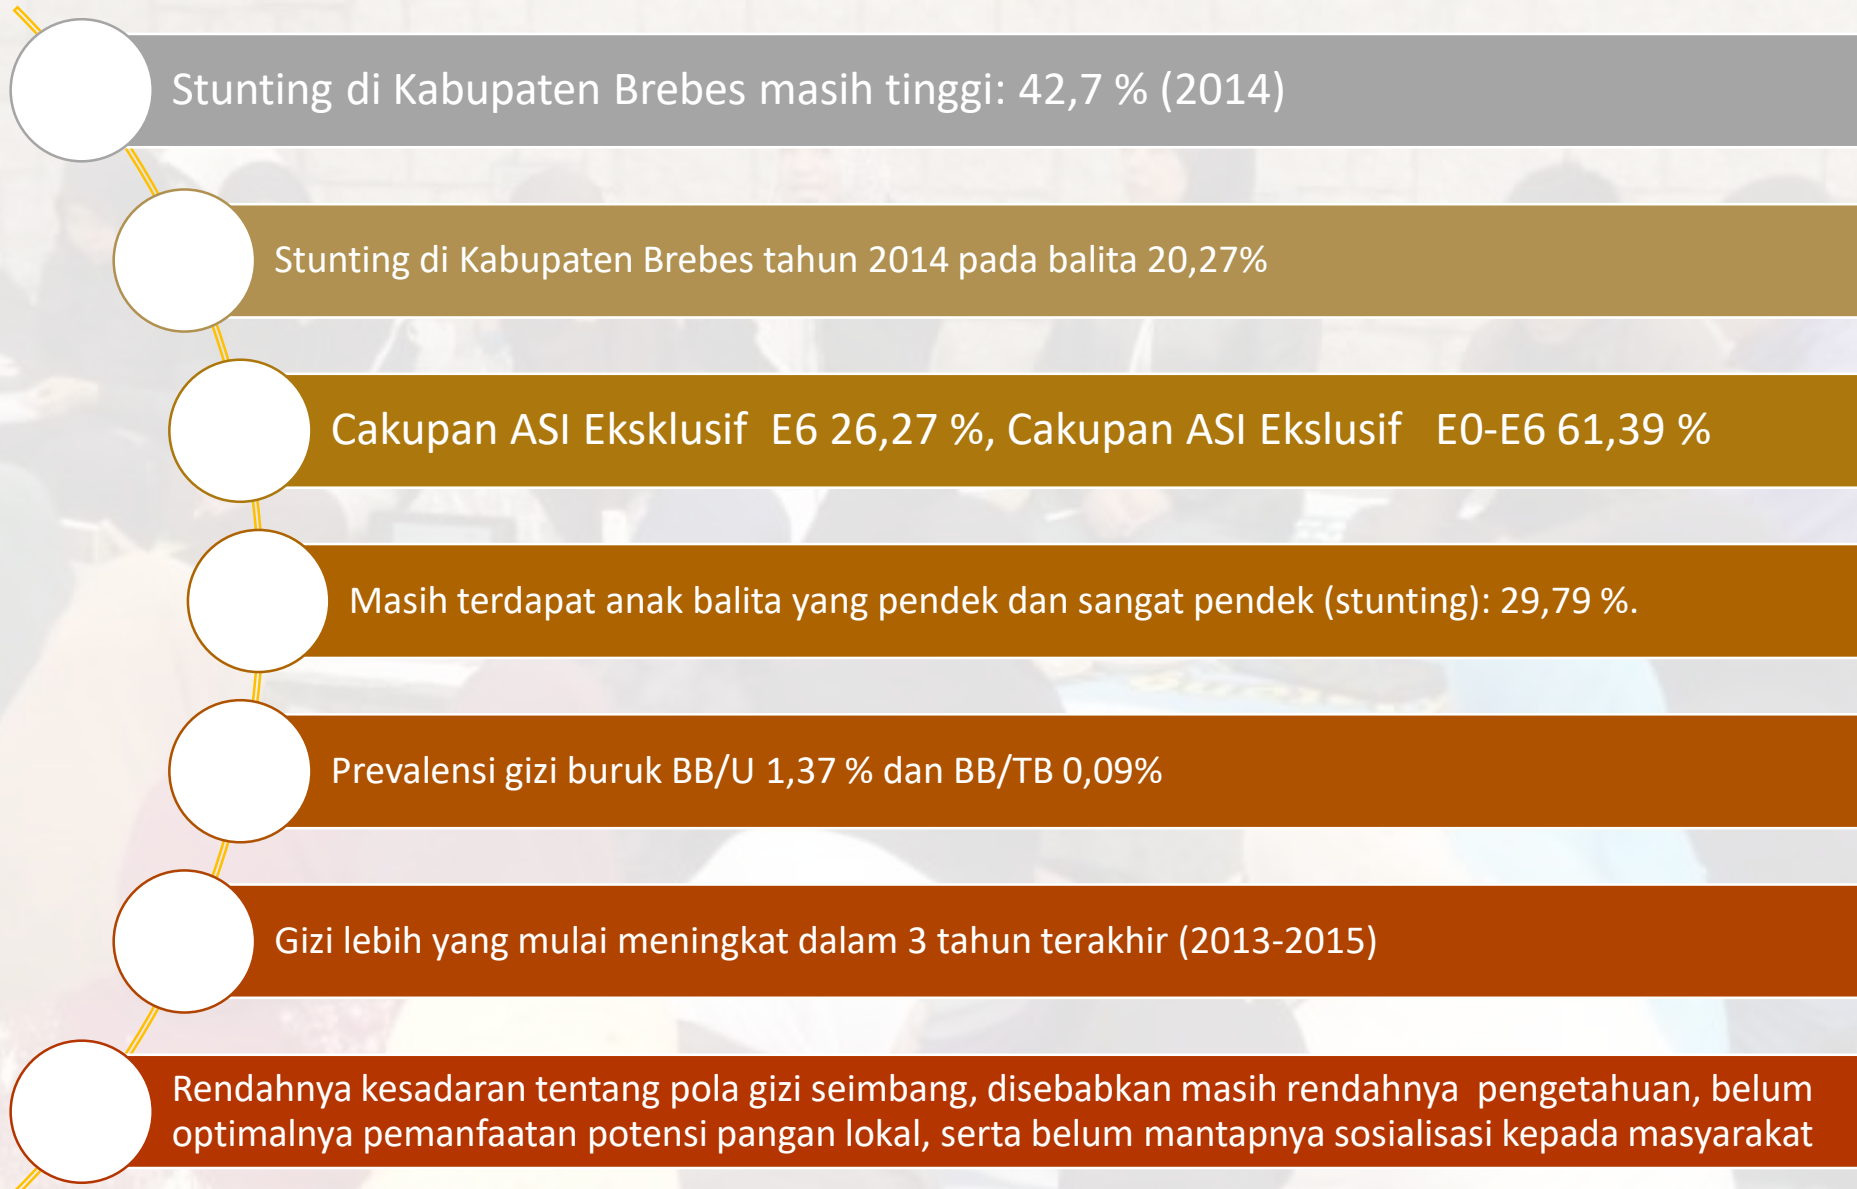 Stunting di Kabupaten Brebes masih tinggi: 42,7 % (2014)
Stunting di Kabupaten Brebes tahun 2014 pada balita 20,27%
Cakupan ASI Eksklusif  E6 26,27 %, Cakupan ASI Ekslusif   E0-E6 61,39 %
Masih terdapat anak balita yang pendek dan sangat pendek (stunting): 29,79 %.
Prevalensi gizi buruk BB/U 1,37 % dan BB/TB 0,09%
Gizi lebih yang mulai meningkat dalam 3 tahun terakhir (2013-2015)
Rendahnya kesadaran tentang pola gizi seimbang, disebabkan masih rendahnya  pengetahuan, belum
optimalnya pemanfaatan potensi pangan lokal, serta belum mantapnya sosialisasi kepada masyarakat